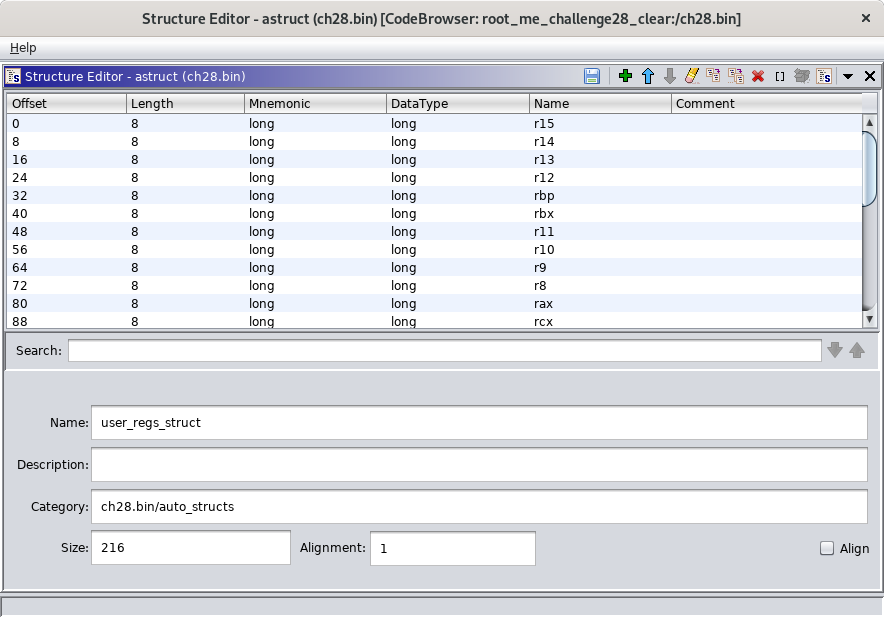 Structure Editor - astruct (ch28.bin) [CodeBrowser: root_me_challenge28_clear:/ch28.bin]
Help
Structure Editor - astruct (ch28.bin)
Offset Length Mnemonic DataType Name Comment
0 8 long long r15
8 8 long long r14
16 8 long long r13
24 8 long long r12
32 8 long long rbp
40 8 long long rbx
48 8 long long r11
56 8 long long r10
64 8 long long r9
72 8 long long r8
80 8 long long rax
88 8 long long rcx
Search:
Name: user_regs_struct
Description:
Category: ch28.bin/auto_structs
Size: 216 Alignment: 1 Align